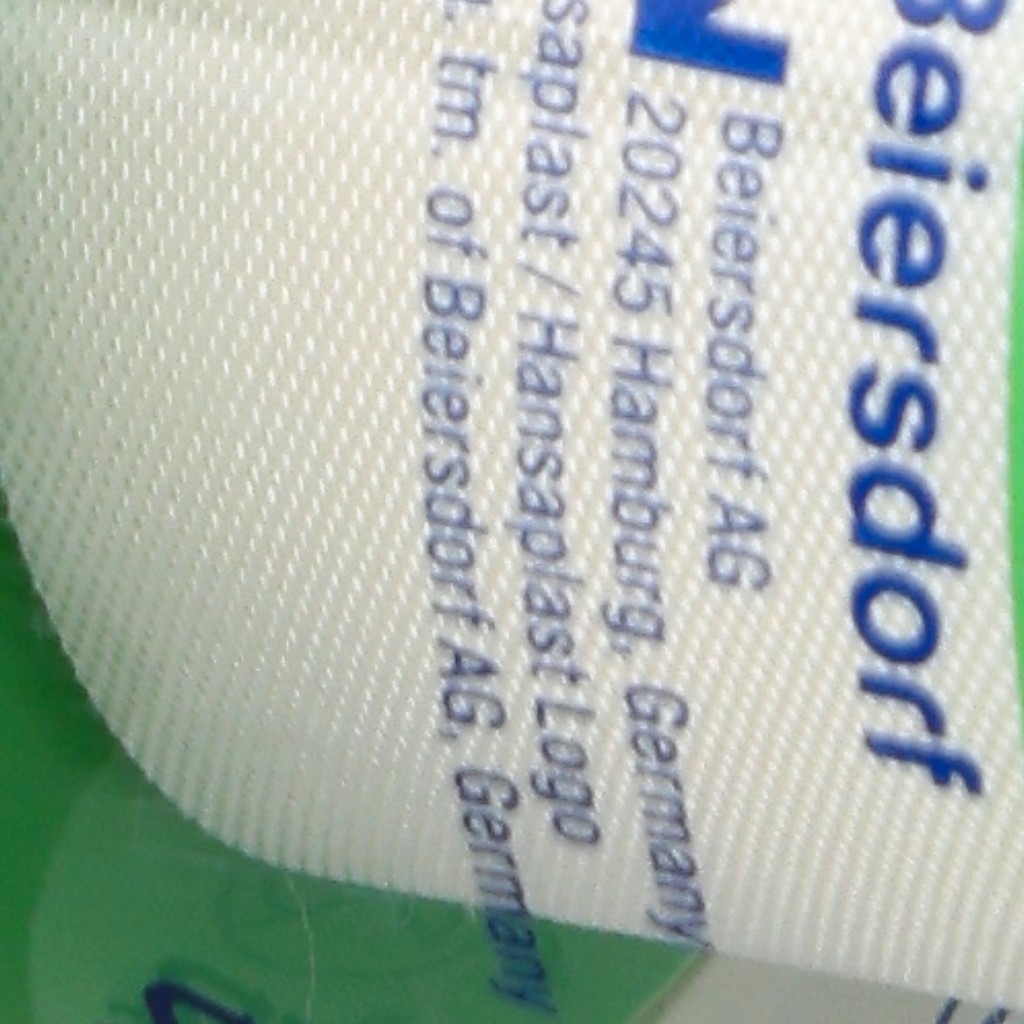 Beiersdorf
Beiersdorf AG
20245 Hamburg, Germany
saplast / Hansaplast Logo
tm. of Beiersdorf AG, Germany